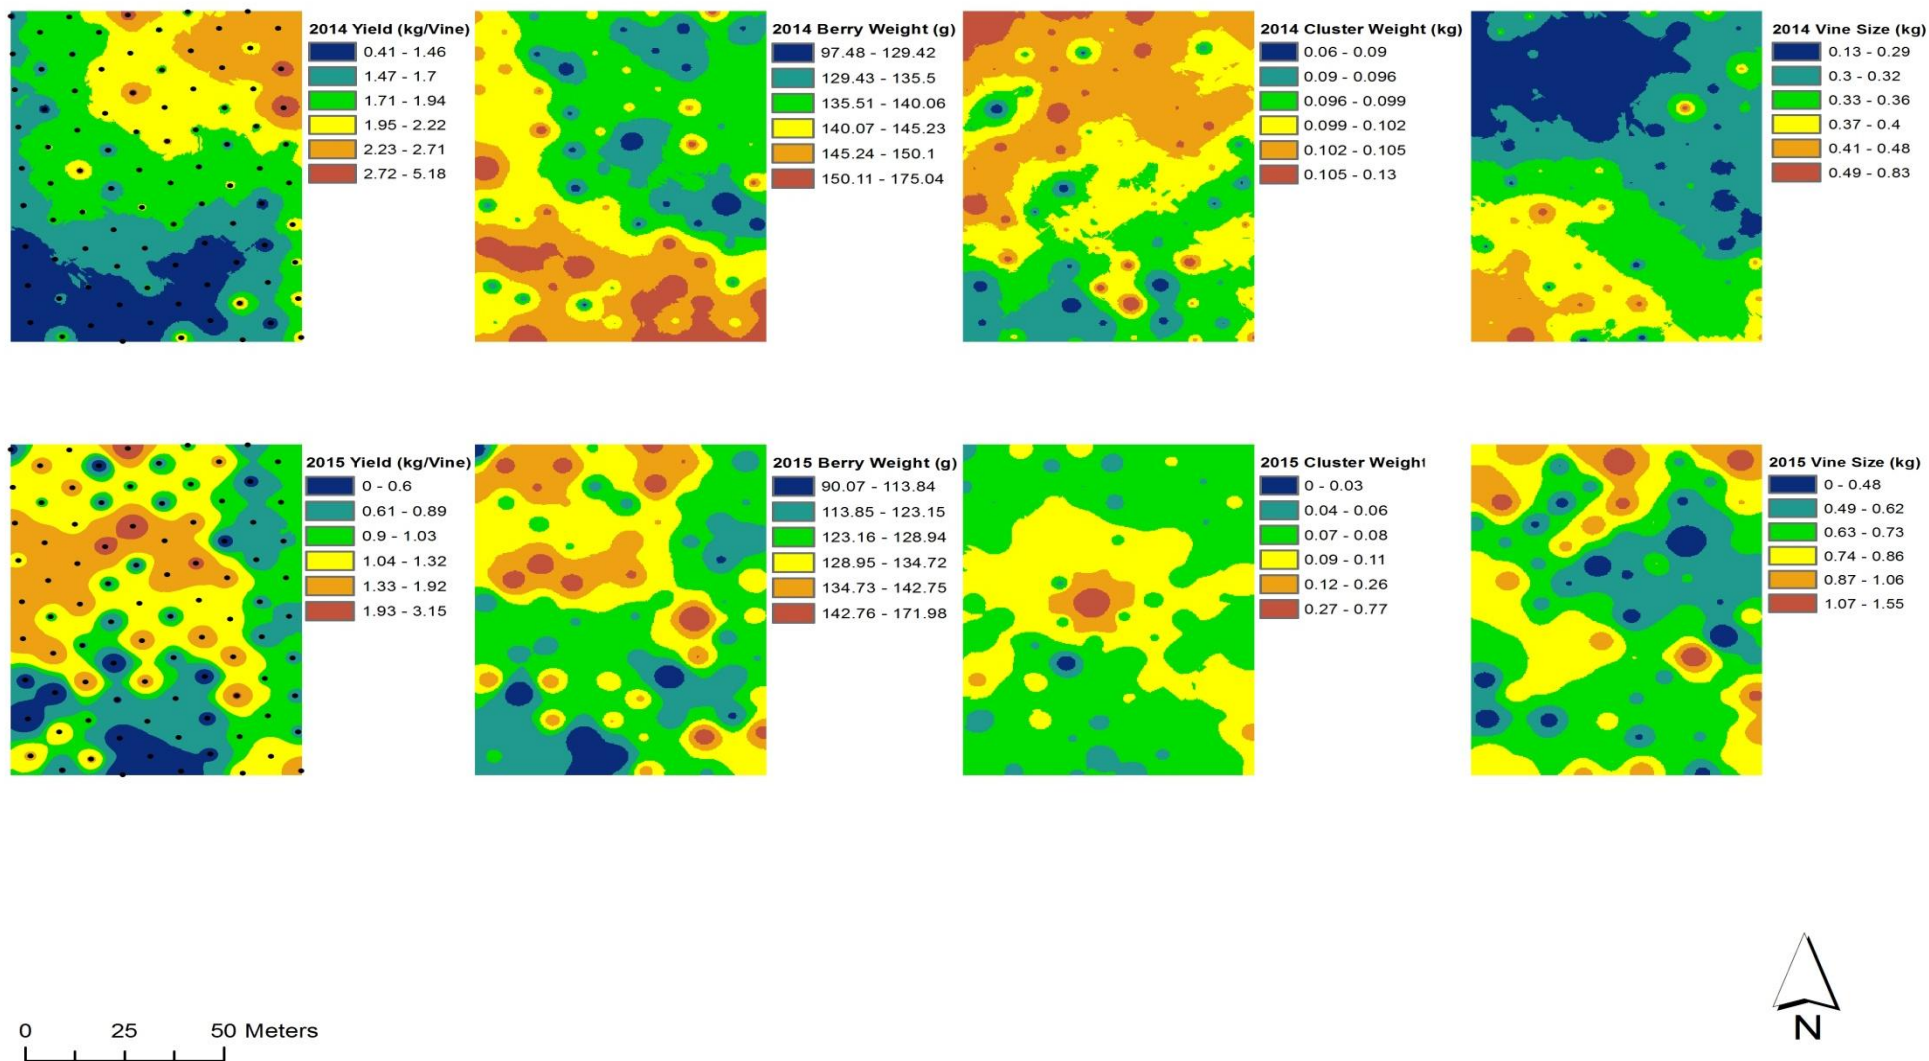 2014 Yield (kg/Vine)
0.41 - 1.46
1.47 - 1.7
1.71 - 1.94
1.95 - 2.22
2.23 - 2.71
2.72 - 5.18
2014 Berry Weight (g)
97.48 - 129.42
129.43 - 135.5
135.51 - 140.06
140.07 - 145.23
145.24 - 150.1
150.11 - 175.04
2014 Cluster Weight (kg)
0.06 - 0.09
0.09 - 0.096
0.096 - 0.099
0.099 - 0.102
0.102 - 0.105
0.105 - 0.13
2014 Vine Size (kg)
0.13 - 0.29
0.3 - 0.32
0.33 - 0.36
0.37 - 0.4
0.41 - 0.48
0.49 - 0.83
2015 Yield (kg/Vine)
0 - 0.6
0.61 - 0.89
0.9 - 1.03
1.04 - 1.32
1.33 - 1.92
1.93 - 3.15
2015 Berry Weight (g)
90.07 - 113.84
113.85 - 123.15
123.16 - 128.94
128.95 - 134.72
134.73 - 142.75
142.76 - 171.98
2015 Cluster Weight
0 - 0.03
0.04 - 0.06
0.07 - 0.08
0.09 - 0.11
0.12 - 0.26
0.27 - 0.77
2015 Vine Size (kg)
0 - 0.48
0.49 - 0.62
0.63 - 0.73
0.74 - 0.86
0.87 - 1.06
1.07 - 1.55
N
0 25 50 Meters